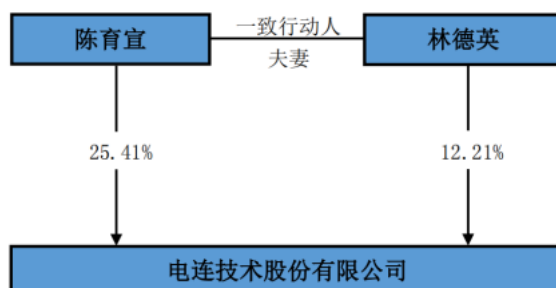 陈育宣
一致行动人
林德英
夫妻
25.41%
12.21%
电连技术股份有限公司